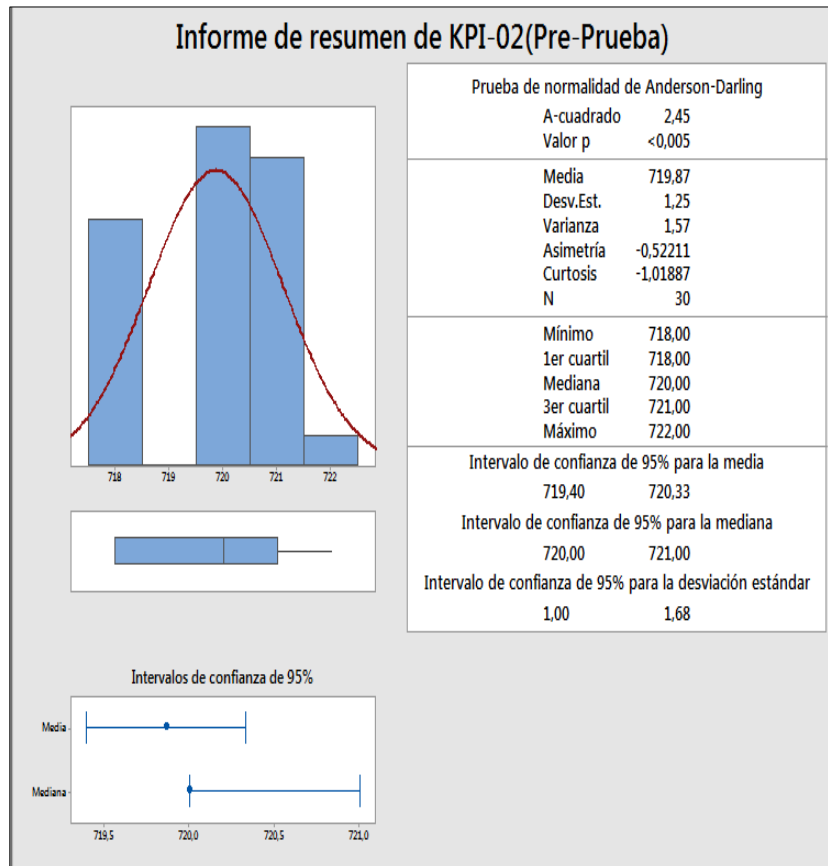 Informe de resumen de KPI-02(Pre-Prueba)
Prueba de normalidad de Anderson-Darling
A-cuadrado 2,45
Valor p <0,005
Media 719,87
Desv.Est. 1,25
Varianza 1,57
Asimetría -0,52211
Curtosis -1,01887
N 30
Mínimo 718,00
1er cuartil 718,00
Mediana 720,00
3er cuartil 721,00
Máximo 722,00
Intervalo de confianza de 95% para la media
719,40 720,33
Intervalo de confianza de 95% para la mediana
720,00 721,00
Intervalo de confianza de 95% para la desviación estándar
1,00 1,68
718 719 720 721 722
Intervalos de confianza de 95%
Media
Mediana
719,5 720,0 720,5 721,0